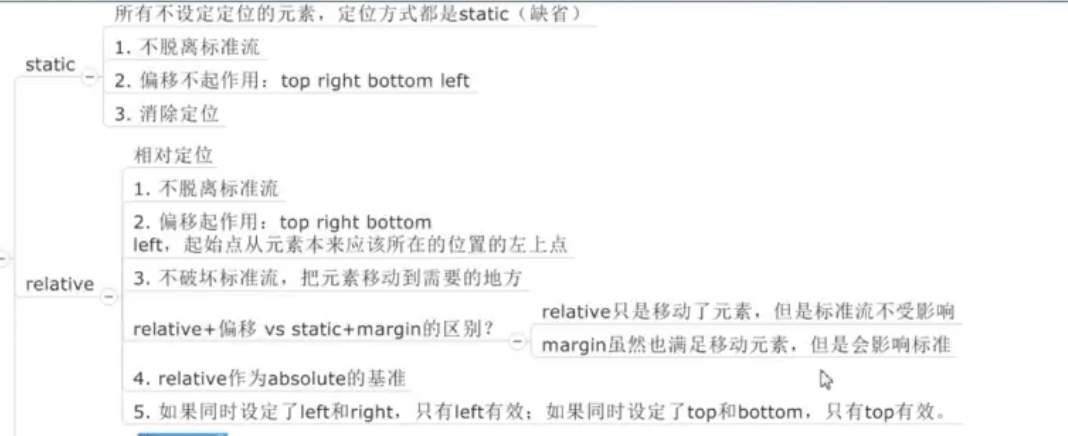 所有不设定定位的元素，定位方式都是static（缺省）
static
1. 不脱离标准流
2. 偏移不起作用：top right bottom left
3. 消除定位
相对定位
1. 不脱离标准流
2. 偏移起作用：top right bottom
left，起始点从元素本来应该所在的位置的左上点
relative
3. 不破坏标准流，把元素移动到需要的地方
relative+偏移 vs static+margin的区别？
relative只是移动了元素，但是标准流不受影响
margin虽然也满足移动元素，但是会影响标准
4. relative作为absolute的基准
5. 如果同时设定了left和right，只有left有效；如果同时设定了top和bottom，只有top有效。